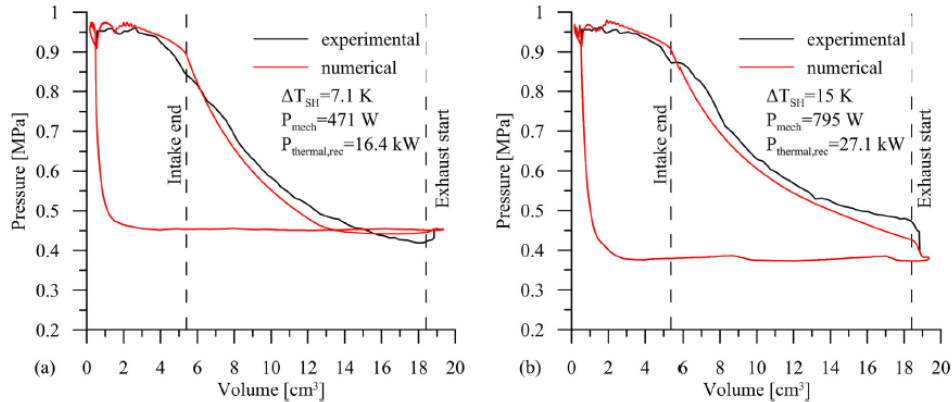 1
0.9
0.8
0.7
0.6
0.5
0.4
0.3
0.2
Pressure [MPa]
experimental
numerical
ΔT_SH=7.1 K
P_mech=471 W
P_thermal,rec=16.4 kW
Intake end
Exhaust start
0 2 4 6 8 10 12 14 16 18 20
(a)
Volume [cm³]
1
0.9
0.8
0.7
0.6
0.5
0.4
0.3
0.2
Pressure [MPa]
experimental
numerical
ΔT_SH=15 K
P_mech=795 W
P_thermal,rec=27.1 kW
Intake end
Exhaust start
0 2 4 6 8 10 12 14 16 18 20
(b)
Volume [cm³]